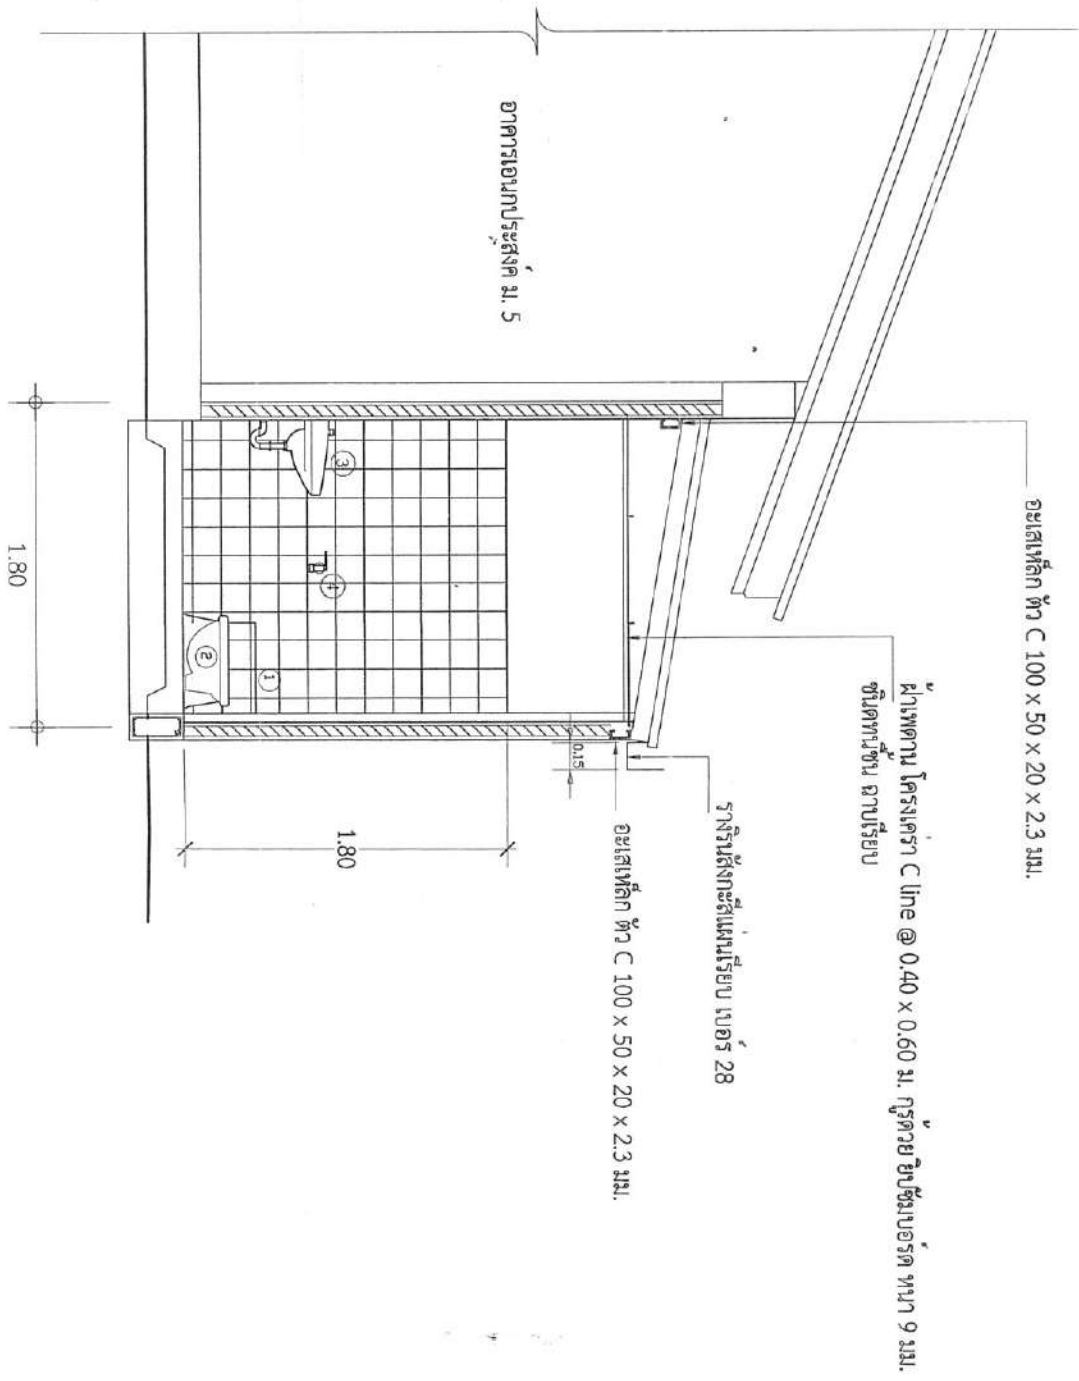 อะเสเหล็ก ตัว C 100 x 50 x 20 x 2.3 มม.
ฝ้าเพดาน โครงเคร่า C line @ 0.40 x 0.60 ม. กรุด้วย ยิปซั่มบอร์ด หนา 9 มม.
ชนิดทนชื้น ฉาบเรียบ
รางรินสังกะสีแผ่นเรียบ เบอร์ 28
อะเสเหล็ก ตัว C 100 x 50 x 20 x 2.3 มม.
อาคารเอนกประสงค์ ม. 5
0.15
1.80
3
4
1
2
1.80